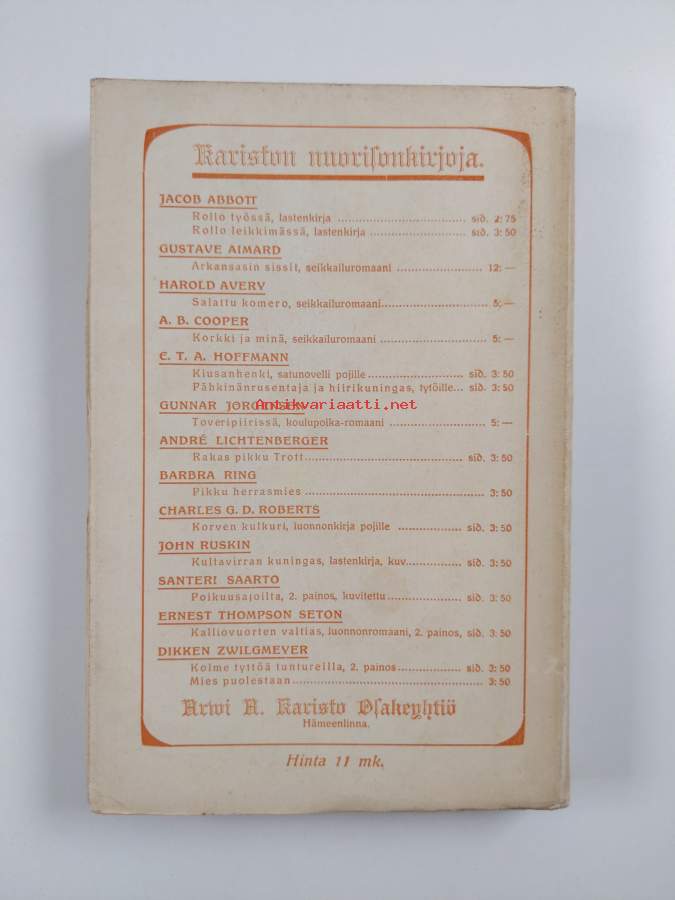 Kariston nuorisonkirjoja.
JACOB ABBOTT
Rollo työssä, lastenkirja ........ sid. 2:75
Rollo leikkimässä, lastenkirja ........ sid. 3:50
GUSTAVE AIMARD
Arkansasin sissit, seikkailuromaani ........ 12:—
HAROLD AVERY
Salattu komero, seikkailuromaani........ 5:—
A. B. COOPER
Korkki ja minä, seikkailuromaani ........ 5:—
E. T. A. HOFFMANN
Kiusanhenki, satunovelli pojille........ sid. 3:50
Pähkinänrusentaja ja hiirikuningas, tytöille... sid. 3:50
GUNNAR JÖRGENSEN
Antikvariaatti.net
Toveripiirissä, koulupoika-romaani ........ 5:—
ANDRÉ LICHTENBERGER
Rakas pikku Trott........ sid. 3:50
BARBRA RING
Pikku herrasmies ........ 3:50
CHARLES G. D. ROBERTS
Korven kulkuri, luonnonkirja pojille ........ sid. 3:50
JOHN RUSKIN
Kultavirran kuningas, lastenkirja, kuv........ sid. 3:50
SANTERI SAARTO
Poikuusajoilta, 2. painos, kuvitettu........ sid. 3:50
ERNEST THOMPSON SETON
Kalliovuorten valtias, luonnonromaani, 2. painos, sid. 3:50
DIKKEN ZWILGMEYER
Kolme tyttöä tuntureilla, 2. painos........ sid. 3:50
Mies puolestaan........ 3:50
Arwi A. Karisto Osakeyhtiö
Hämeenlinna.
Hinta 11 mk.